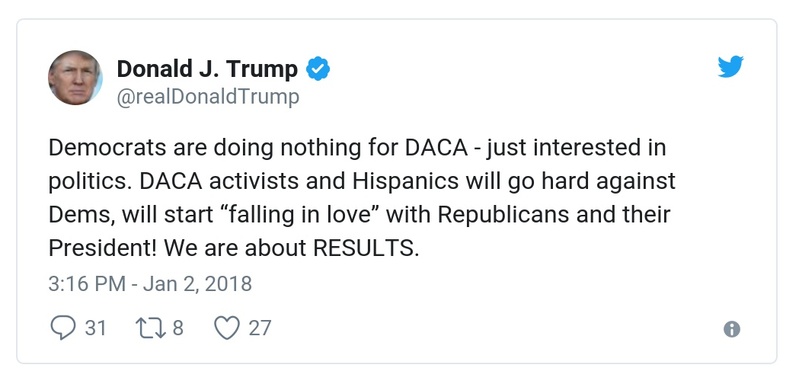 Donald J. Trump
@realDonaldTrump
Democrats are doing nothing for DACA - just interested in
politics. DACA activists and Hispanics will go hard against
Dems, will start “falling in love” with Republicans and their
President! We are about RESULTS.
3:16 PM - Jan 2, 2018
31 8 27